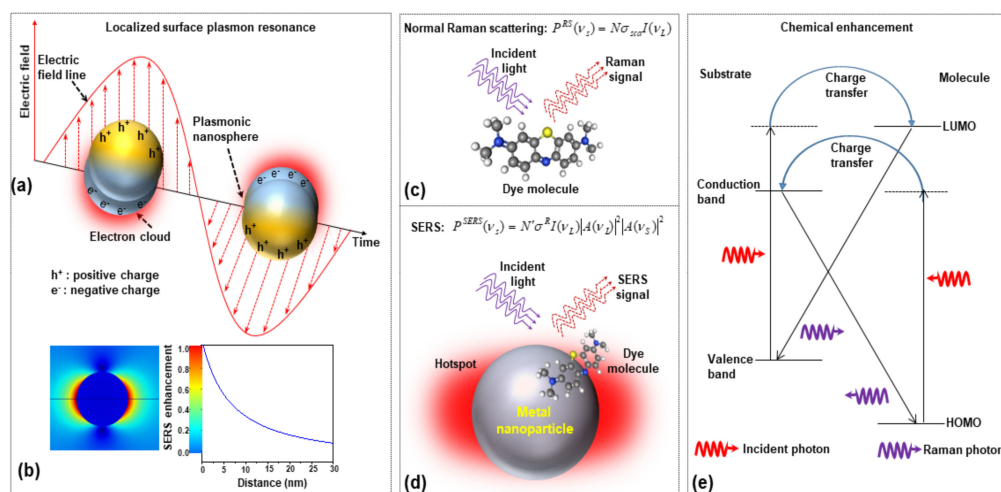 Localized surface plasmon resonance
Electric field
Electric
field line
h+ h+ h+ h+ h+
Plasmonic
nanosphere
(a)
e- e- e- e-
e- e- e- e-
h+ h+ h+ h+
Electron cloud
Time
h+ : positive charge
e- : negative charge
SERS enhancement
1.0
0.8
0.6
0.4
0.2
0.0
0 5 10 15 20 25 30
Distance (nm)
(b)
Normal Raman scattering: P^RS(ν_s) = Nσ_sca I(ν_L)
Incident
light
Raman
signal
(c)
Dye molecule
SERS: P^SERS(ν_s) = N'σ^R I(ν_L)|A(ν_L)|²|A(ν_S)|²
Incident
light
SERS
signal
Hotspot
Dye
molecule
Metal
nanoparticle
(d)
Chemical enhancement
Substrate
Molecule
Charge
transfer
LUMO
Charge
transfer
Conduction
band
Valence
band
HOMO
Incident photon
Raman photon
(e)